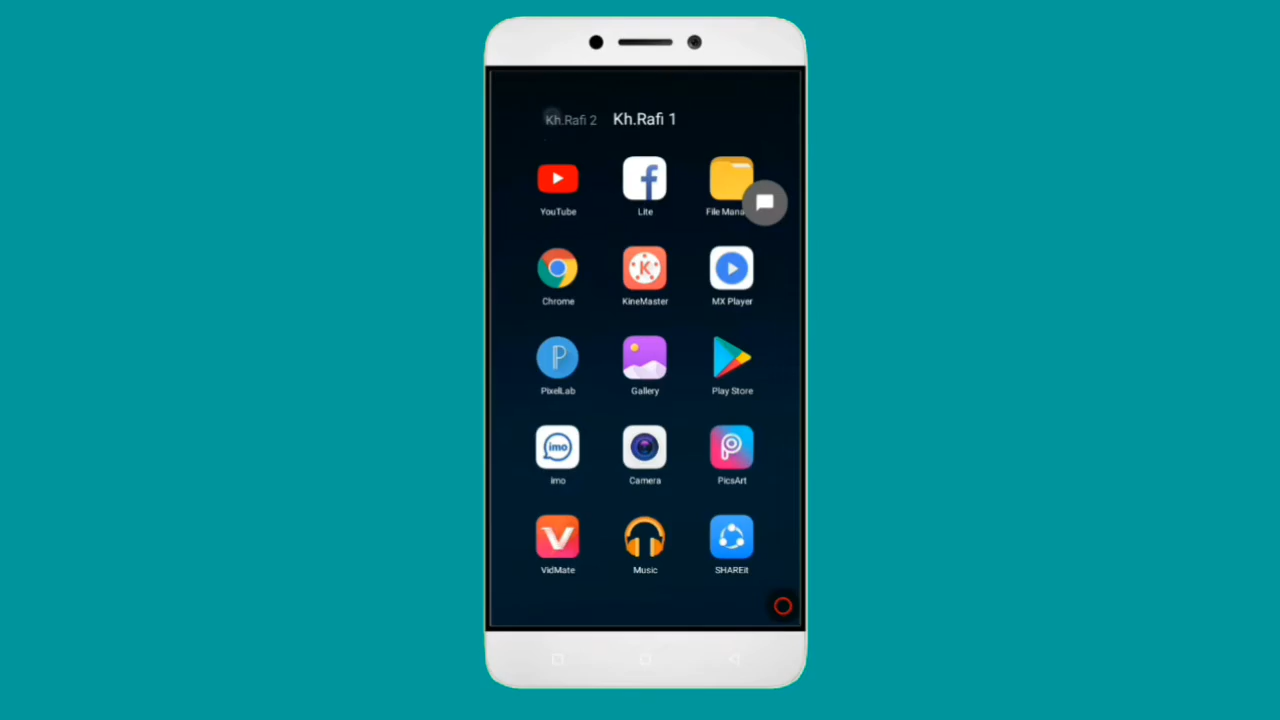 Kh.Rafi 2 Kh.Rafi 1
YouTube Lite File Mana
Chrome KineMaster MX Player
PixelLab Gallery Play Store
imo
imo Camera PicsArt
VidMate Music SHAREit